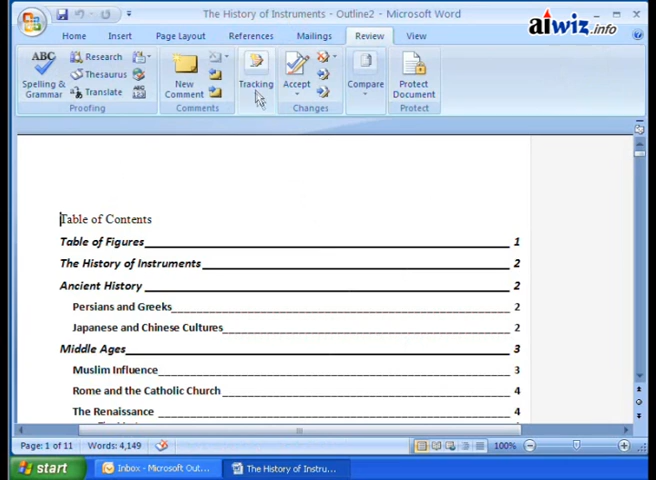 The History of Instruments - Outline2 - Microsoft Word
aiwiz.info
Home Insert Page Layout References Mailings Review View
ABC
Spelling & Grammar
Research
Thesaurus
Translate
Proofing
New Comment
Comments
Tracking
Accept
Changes
Compare
Protect Document
Protect
Table of Contents
Table of Figures 1
The History of Instruments 2
Ancient History 2
Persians and Greeks 2
Japanese and Chinese Cultures 2
Middle Ages 3
Muslim Influence 3
Rome and the Catholic Church 4
The Renaissance 4
Page: 1 of 11 Words: 4,149 100%
start Inbox - Microsoft Out... The History of Instru...